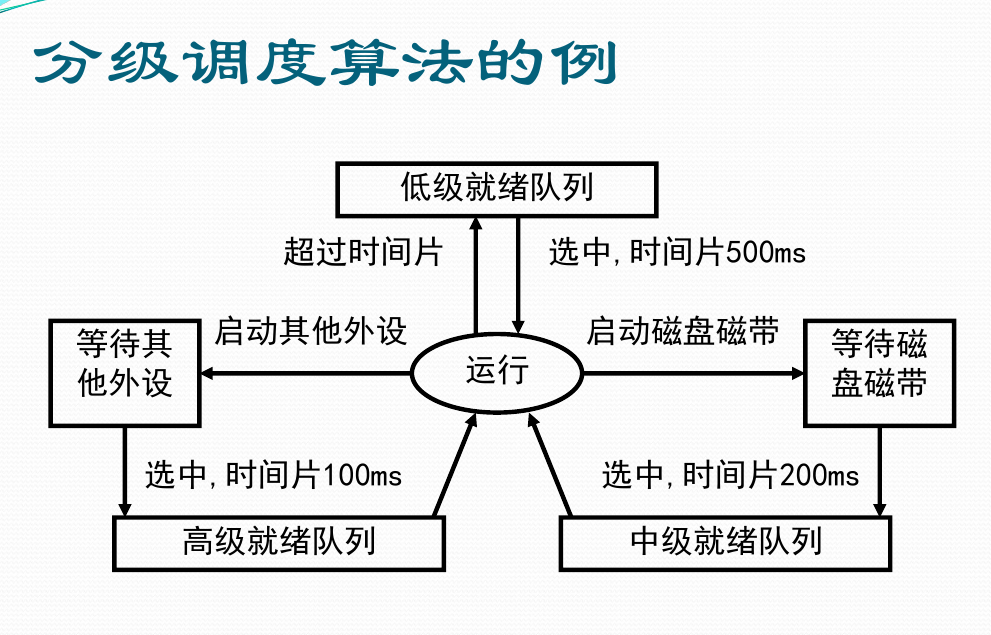 分级调度算法的例
低级就绪队列
超过时间片
选中,时间片500ms
等待其
他外设
启动其他外设
运行
启动磁盘磁带
等待磁
盘磁带
选中,时间片100ms
选中,时间片200ms
高级就绪队列
中级就绪队列